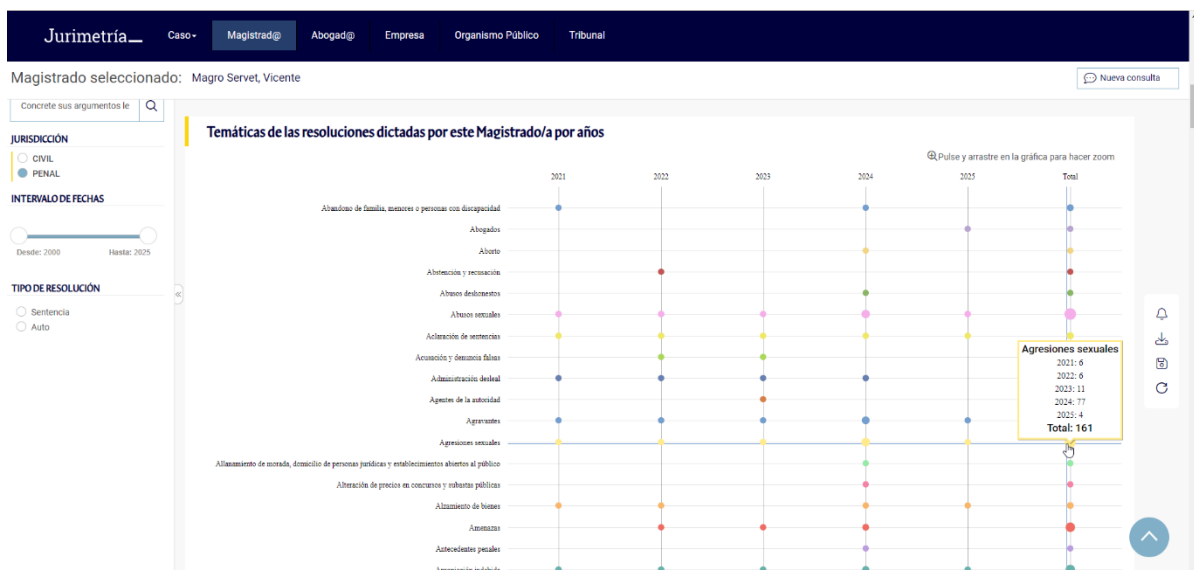 Jurimetría_ Caso Magistrad@ Abogad@ Empresa Organismo Público Tribunal
Magistrado seleccionado: Magro Servet, Vicente
Nueva consulta
Concrete sus argumentos le
JURISDICCIÓN
CIVIL
PENAL
INTERVALO DE FECHAS
Desde: 2000 Hasta: 2025
TIPO DE RESOLUCIÓN
Sentencia
Auto
Temáticas de las resoluciones dictadas por este Magistrado/a por años
Pulse y arrastre en la gráfica para hacer zoom
2021 2022 2023 2024 2025 Total
Abandono de familia, menores o personas con discapacidad
Abogados
Aborto
Abstención y recusación
Abusos deshonestos
Abusos sexuales
Aclaración de sentencias
Acusación y denuncia falsas
Administración desleal
Agentes de la autoridad
Agravantes
Agresiones sexuales
Allanamiento de morada, domicilio de personas jurídicas y establecimientos abiertos al público
Alteración de precios en concursos y subastas públicas
Alzamiento de bienes
Amenazas
Antecedentes penales
Apropiación indebida
Agresiones sexuales
2021: 6
2022: 6
2023: 11
2024: 77
2025: 4
Total: 161